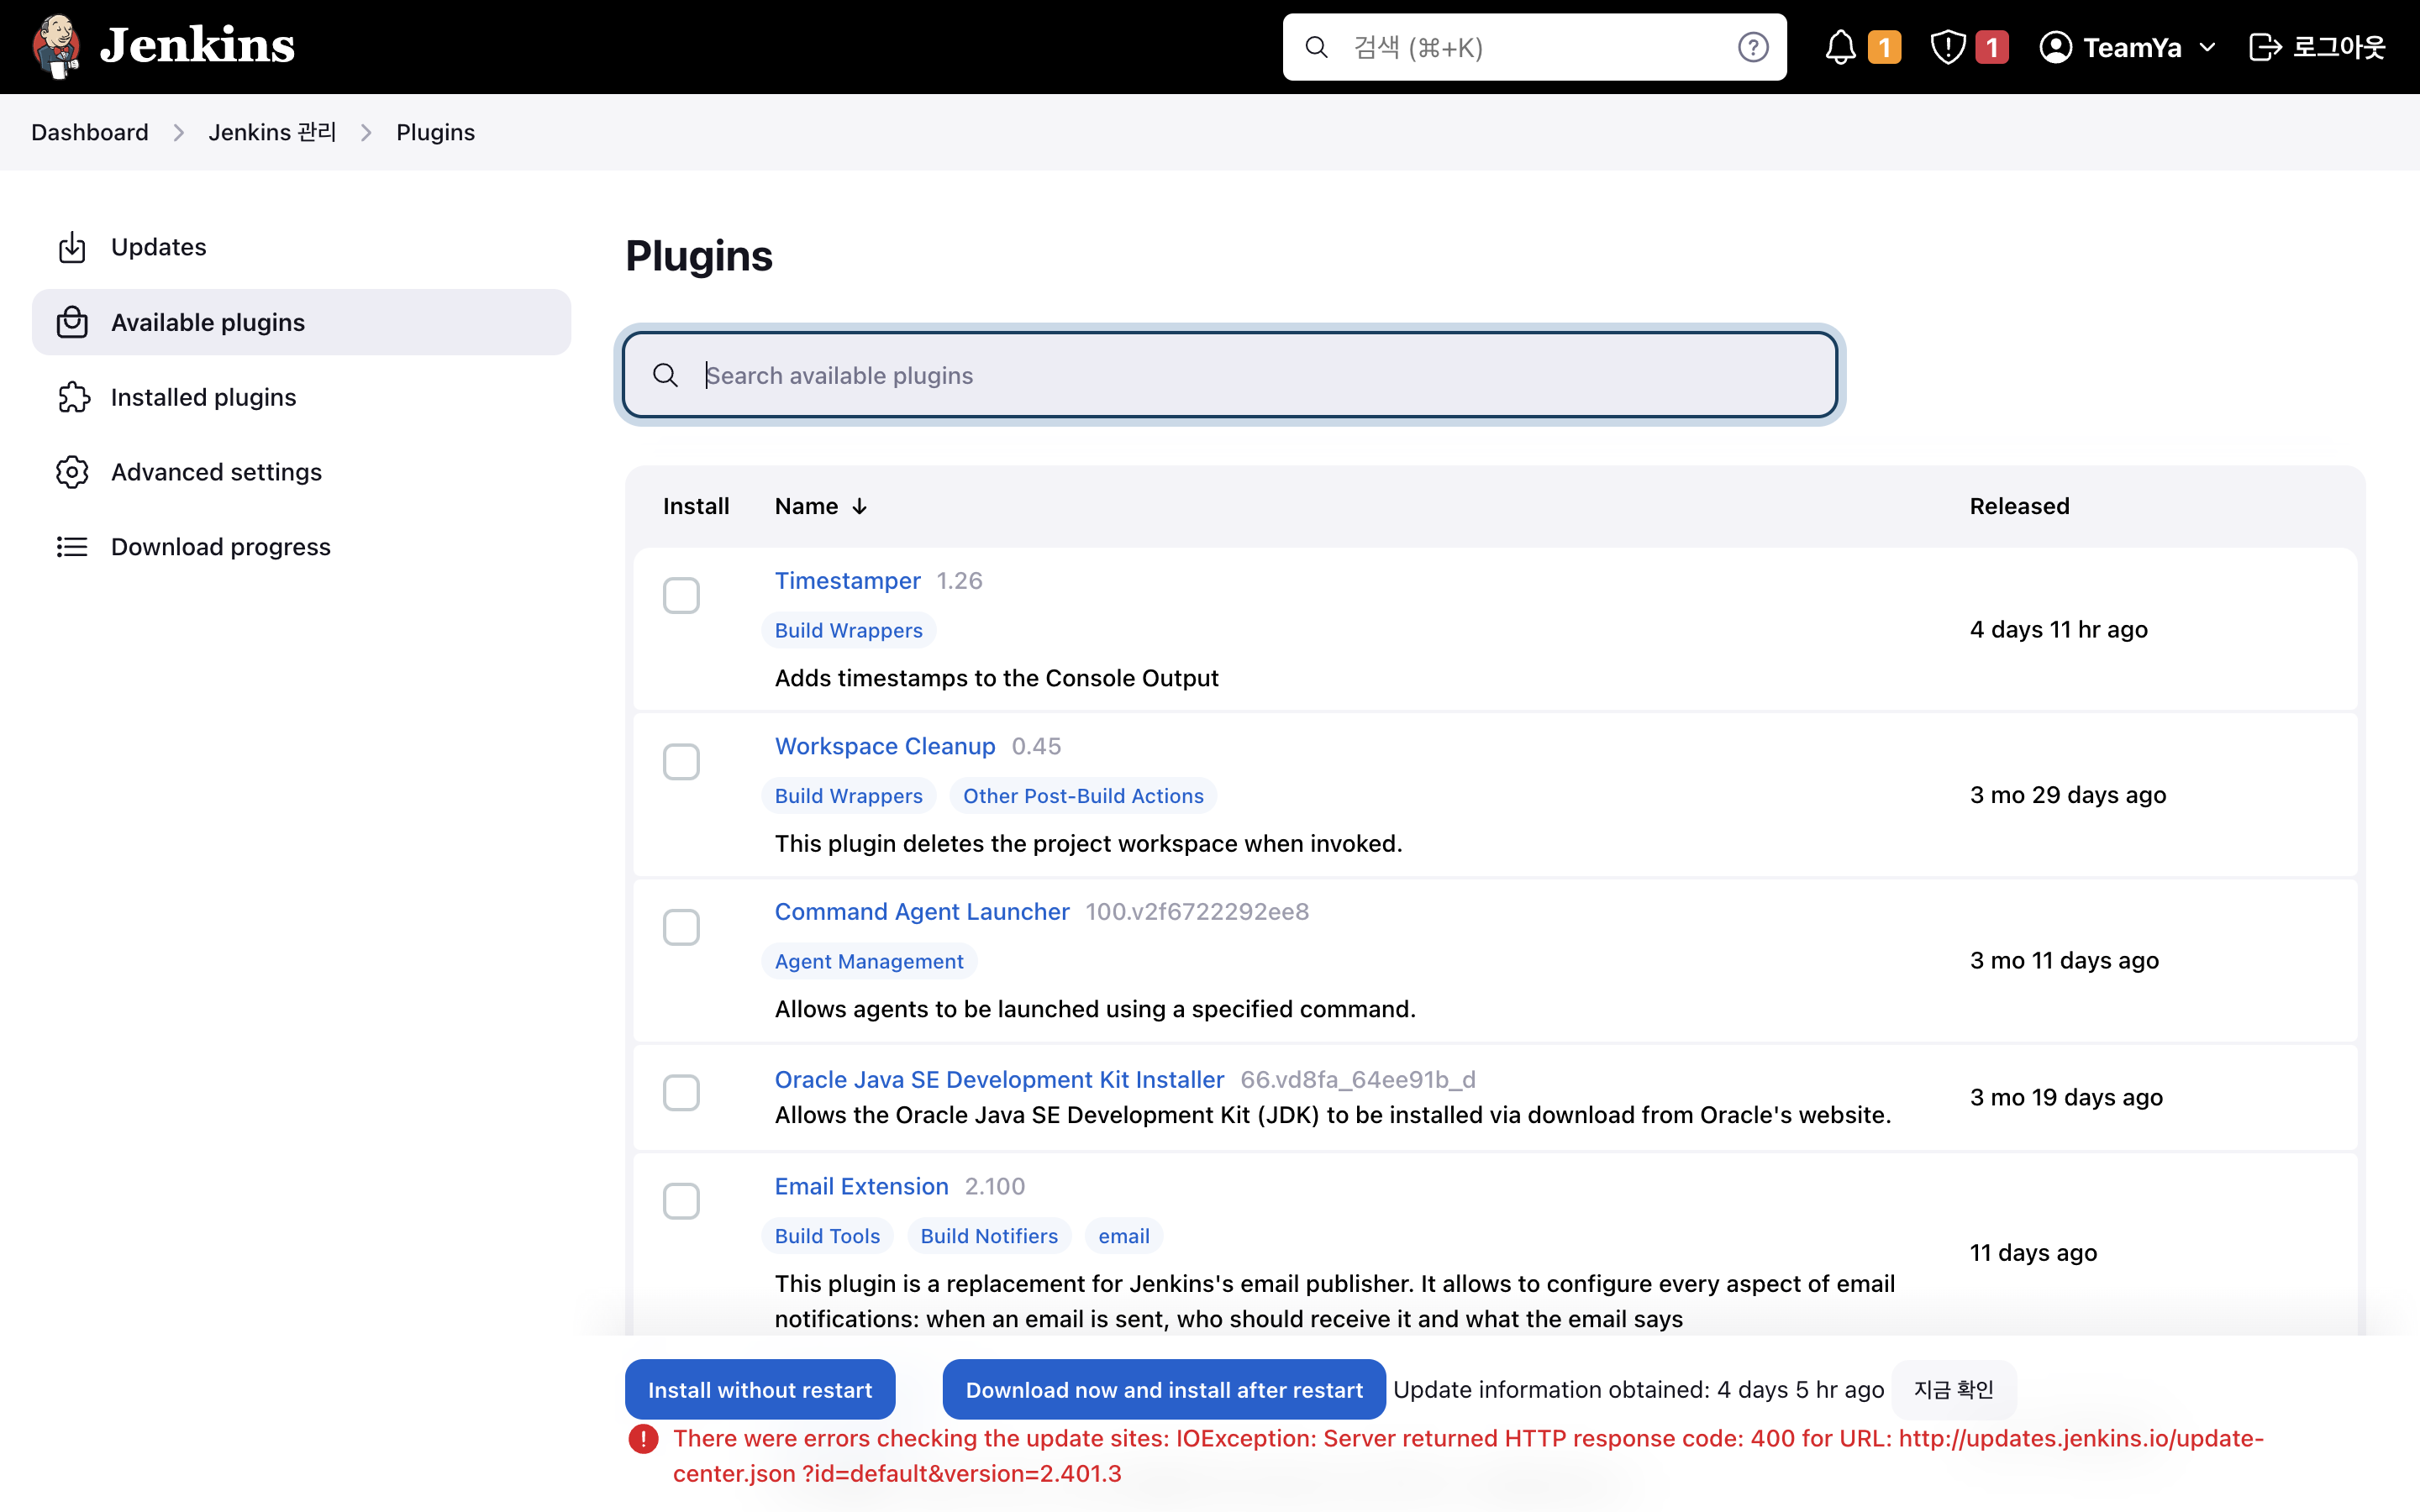 Jenkins
검색 (⌘+K)
1
1
TeamYa
로그아웃
Dashboard
Jenkins 관리
Plugins
Updates
Available plugins
Installed plugins
Advanced settings
Download progress
Plugins
Search available plugins
Install Name ↓ Released
Timestamper 1.26
Build Wrappers
Adds timestamps to the Console Output
4 days 11 hr ago
Workspace Cleanup 0.45
Build Wrappers Other Post-Build Actions
This plugin deletes the project workspace when invoked.
3 mo 29 days ago
Command Agent Launcher 100.v2f6722292ee8
Agent Management
Allows agents to be launched using a specified command.
3 mo 11 days ago
Oracle Java SE Development Kit Installer 66.vd8fa_64ee91b_d
Allows the Oracle Java SE Development Kit (JDK) to be installed via download from Oracle's website.
3 mo 19 days ago
Email Extension 2.100
Build Tools Build Notifiers email
This plugin is a replacement for Jenkins's email publisher. It allows to configure every aspect of email
notifications: when an email is sent, who should receive it and what the email says
11 days ago
Install without restart
Download now and install after restart
Update information obtained: 4 days 5 hr ago
지금 확인
There were errors checking the update sites: IOException: Server returned HTTP response code: 400 for URL: http://updates.jenkins.io/update-
center.json ?id=default&version=2.401.3